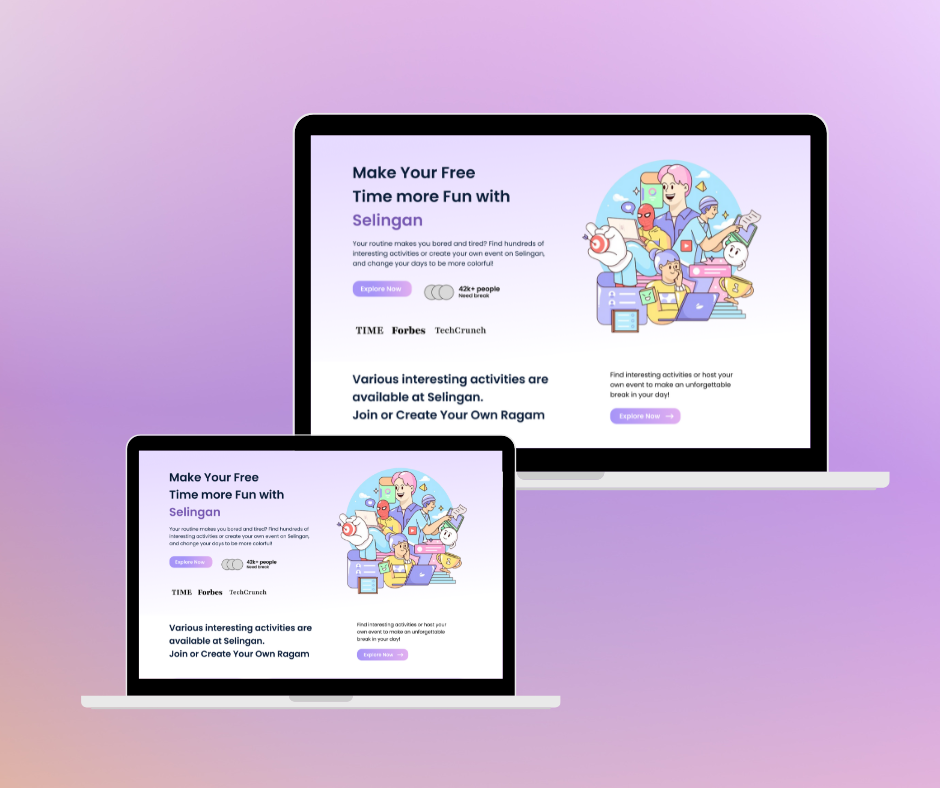 Make Your Free
Time more Fun with
Selingan
Your routine makes you bored and tired? Find hundreds of
interesting activities or create your own event on Selingan,
and change your days to be more colorful!
Explore Now
42k+ people
Need break
TIME Forbes TechCrunch
Various interesting activities are
available at Selingan.
Join or Create Your Own Ragam
Find interesting activities or host your
own event to make an unforgettable
break in your day!
Explore Now →
Make Your Free
Time more Fun with
Selingan
Your routine makes you bored and tired? Find hundreds of
interesting activities or create your own event on Selingan,
and change your days to be more colorful!
Explore Now
42k+ people
Need break
TIME Forbes TechCrunch
Various interesting activities are
available at Selingan.
Join or Create Your Own Ragam
Find interesting activities or host your
own event to make an unforgettable
break in your day!
Explore Now →